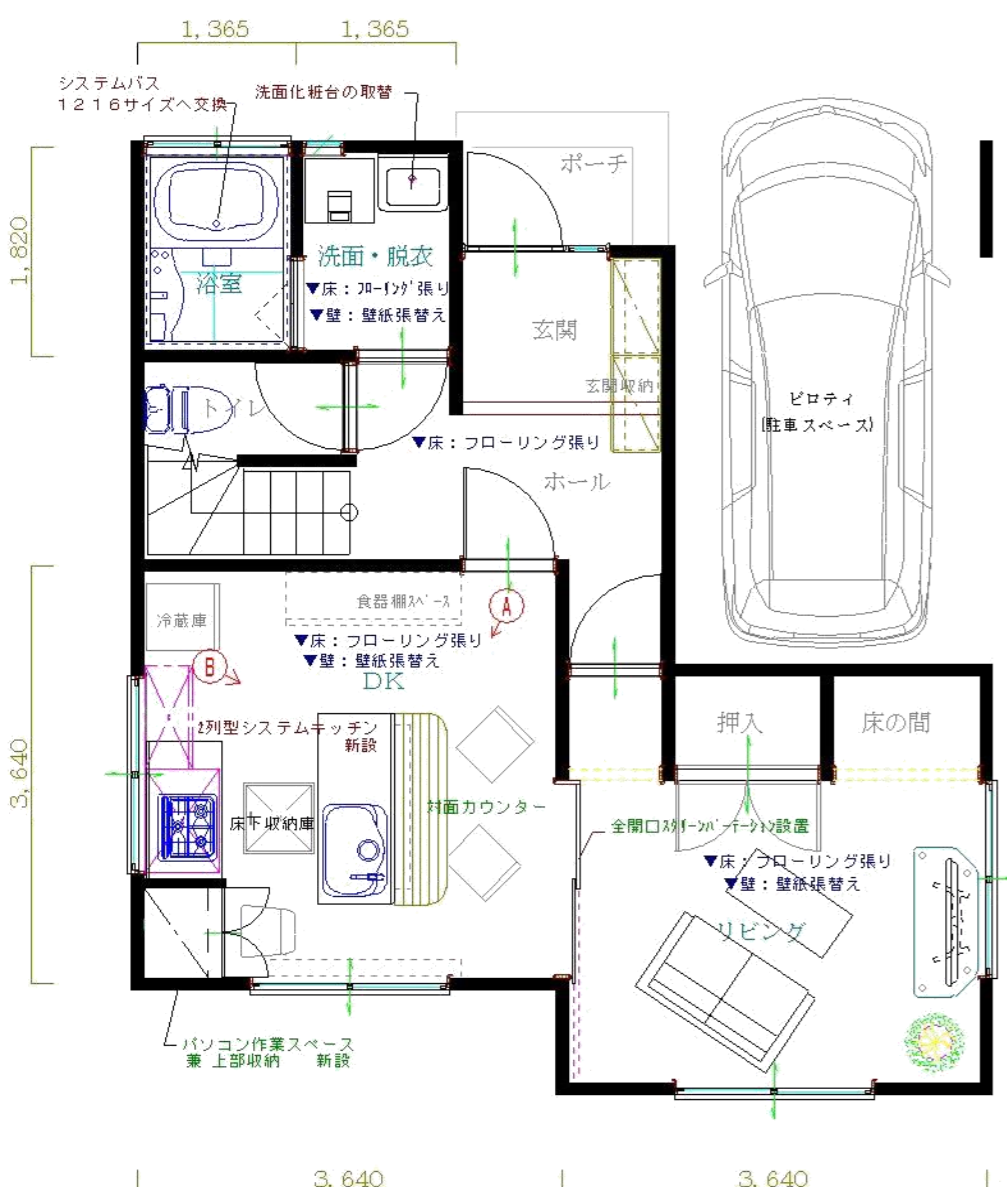 1,365
1,365
システムバス
１２１６サイズへ交換
洗面化粧台の取替
ポーチ
1,820
洗面・脱衣
浴室
▼床：フローリング張り
▼壁：壁紙張替え
玄関
玄関収納
ピロティ
(駐車スペース)
トイレ
▼床：フローリング張り
ホール
冷蔵庫
食器棚スペース
A
▼床：フローリング張り
▼壁：壁紙張替え
B
DK
2列型システムキッチン
新設
押入
床の間
3,640
対面カウンター
床下収納庫
全開口スクリーンパーテーション設置
▼床：フローリング張り
▼壁：壁紙張替え
リビング
パソコン作業スペース
兼 上部収納 新設
3,640
3,640